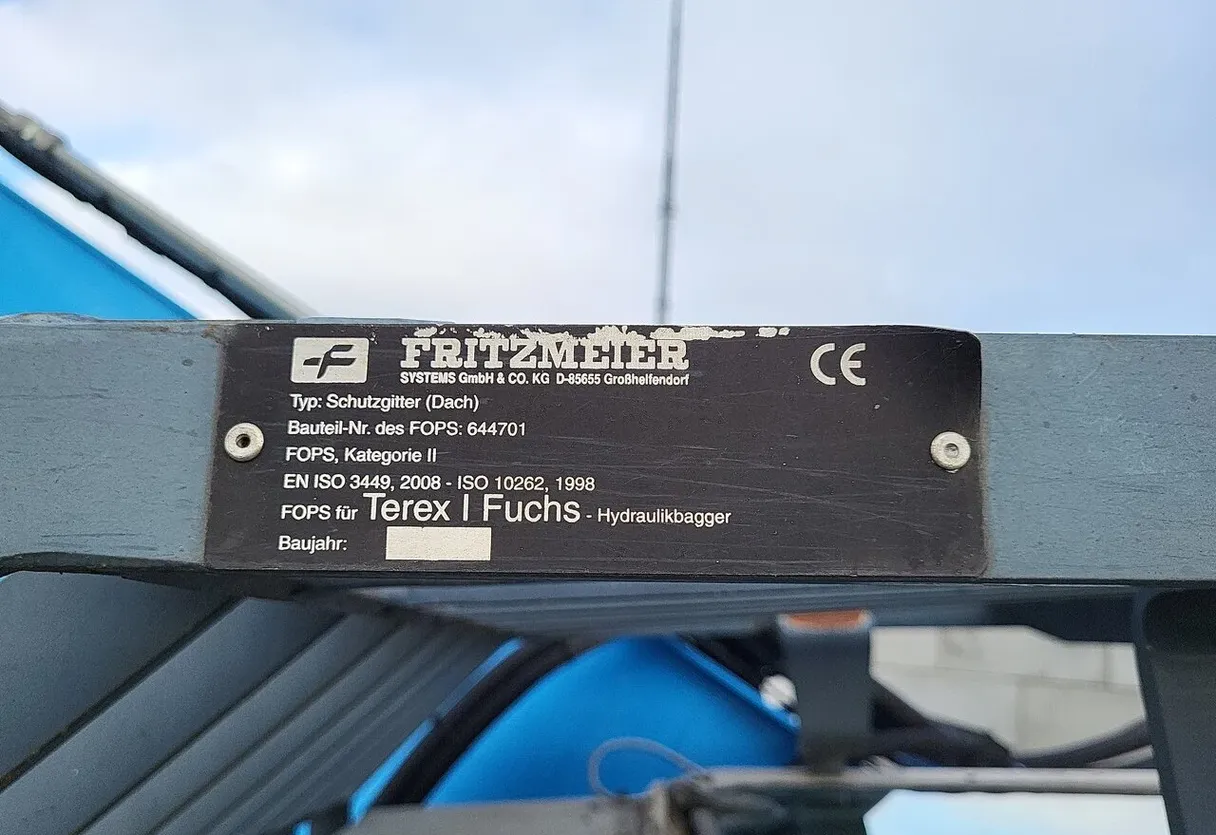 FRITZMEIER
SYSTEMS GmbH & CO. KG D-85655 Großhelfendorf
CE
Typ: Schutzgitter (Dach)
Bauteil-Nr. des FOPS: 644701
FOPS, Kategorie II
EN ISO 3449, 2008 - ISO 10262, 1998
FOPS für Terex | Fuchs - Hydraulikbagger
Baujahr: